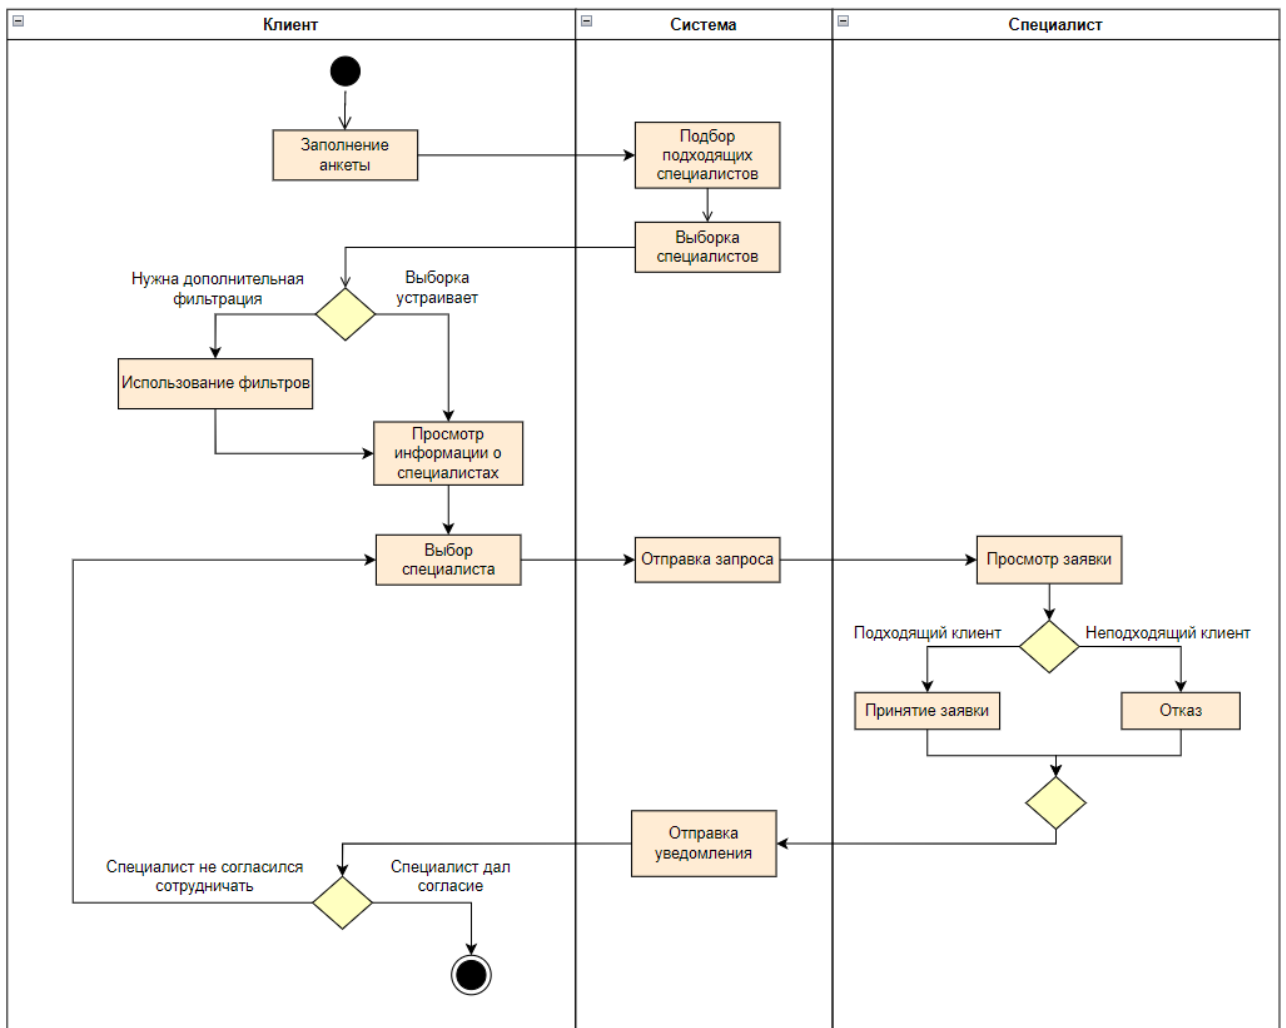 Клиент
Система
Специалист
Заполнение
анкеты
Подбор
подходящих
специалистов
Выборка
специалистов
Нужна дополнительная
фильтрация
Выборка
устраивает
Использование фильтров
Просмотр
информации о
специалистах
Выбор
специалиста
Отправка запроса
Просмотр заявки
Подходящий клиент
Неподходящий клиент
Принятие заявки
Отказ
Отправка
уведомления
Специалист не согласился
сотрудничать
Специалист дал
согласие